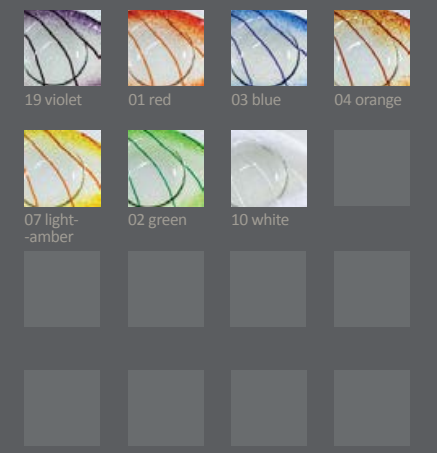 19 violet
01 red
03 blue
04 orange
07 light-
-amber
02 green
10 white